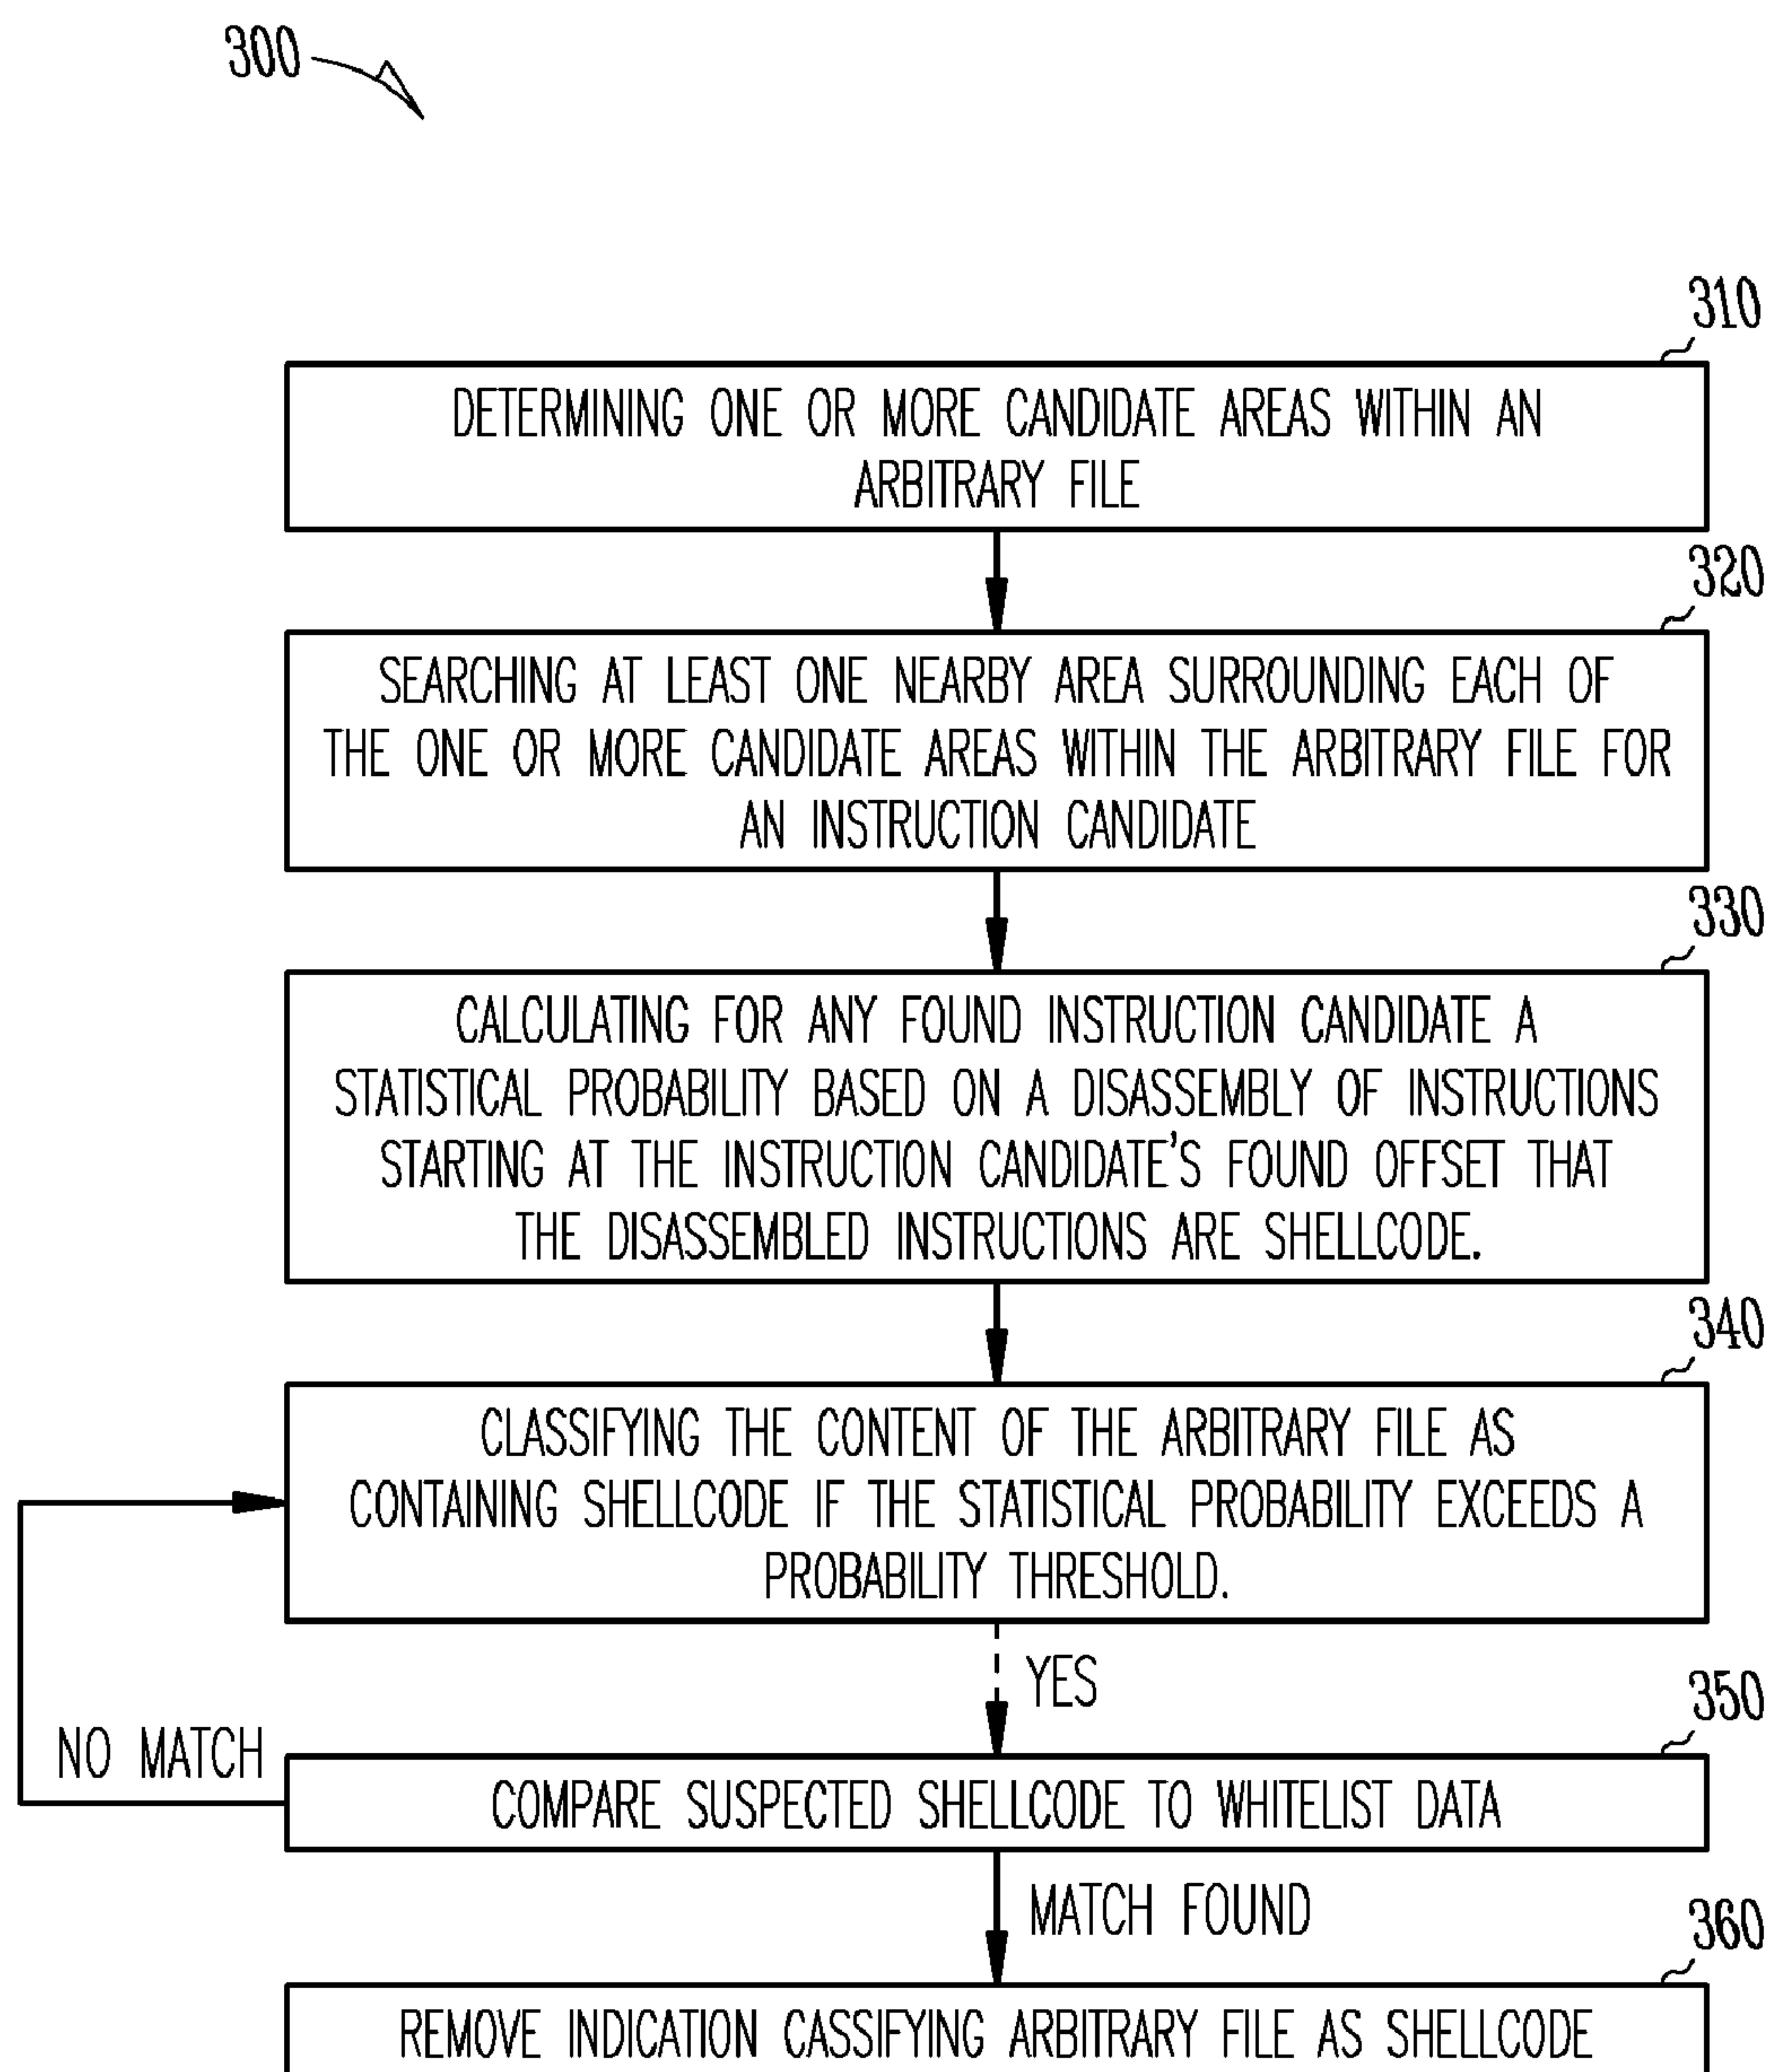 300
310
DETERMINING ONE OR MORE CANDIDATE AREAS WITHIN AN
ARBITRARY FILE
320
SEARCHING AT LEAST ONE NEARBY AREA SURROUNDING EACH OF
THE ONE OR MORE CANDIDATE AREAS WITHIN THE ARBITRARY FILE FOR
AN INSTRUCTION CANDIDATE
330
CALCULATING FOR ANY FOUND INSTRUCTION CANDIDATE A
STATISTICAL PROBABILITY BASED ON A DISASSEMBLY OF INSTRUCTIONS
STARTING AT THE INSTRUCTION CANDIDATE'S FOUND OFFSET THAT
THE DISASSEMBLED INSTRUCTIONS ARE SHELLCODE.
340
CLASSIFYING THE CONTENT OF THE ARBITRARY FILE AS
CONTAINING SHELLCODE IF THE STATISTICAL PROBABILITY EXCEEDS A
PROBABILITY THRESHOLD.
YES
350
NO MATCH
COMPARE SUSPECTED SHELLCODE TO WHITELIST DATA
MATCH FOUND
360
REMOVE INDICATION CASSIFYING ARBITRARY FILE AS SHELLCODE